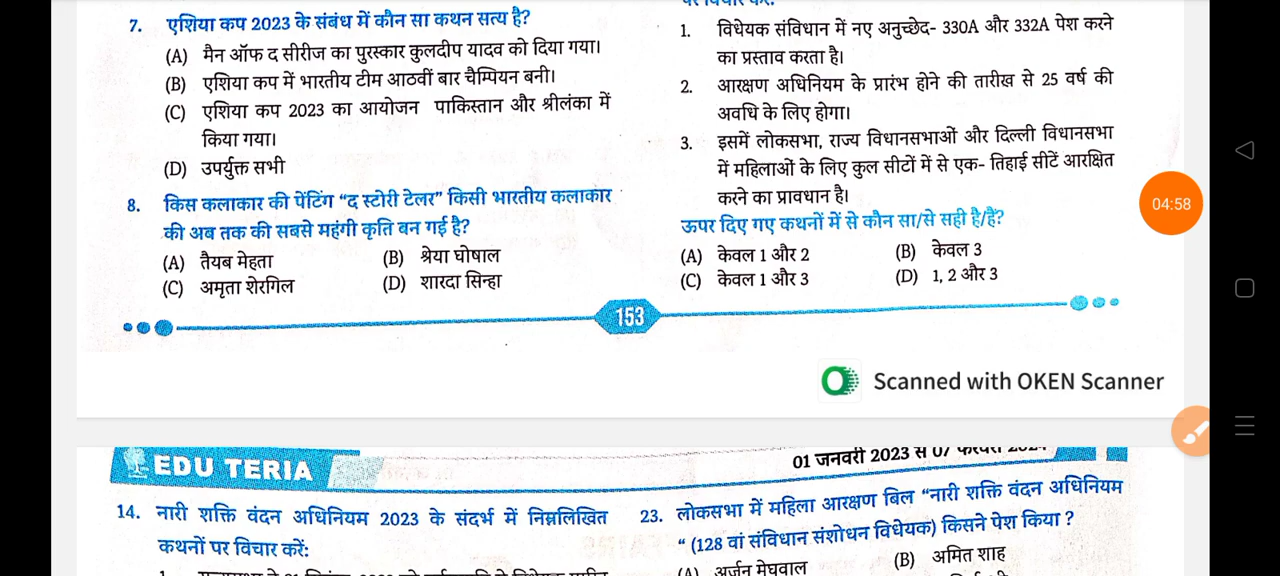 7. एशिया कप 2023 के संबंध में कौन सा कथन सत्य है?
(A) मैन ऑफ द सीरीज का पुरस्कार कुलदीप यादव को दिया गया।
(B) एशिया कप में भारतीय टीम आठवीं बार चैम्पियन बनी।
(C) एशिया कप 2023 का आयोजन पाकिस्तान और श्रीलंका में
किया गया।
(D) उपर्युक्त सभी
8. किस कलाकार की पेंटिंग “द स्टोरी टेलर” किसी भारतीय कलाकार
की अब तक की सबसे महंगी कृति बन गई है?
(A) तैयब मेहता (B) श्रेया घोषाल
(C) अमृता शेरगिल (D) शारदा सिन्हा
1. विधेयक संविधान में नए अनुच्छेद- 330A और 332A पेश करने
का प्रस्ताव करता है।
2. आरक्षण अधिनियम के प्रारंभ होने की तारीख से 25 वर्ष की
अवधि के लिए होगा।
3. इसमें लोकसभा, राज्य विधानसभाओं और दिल्ली विधानसभा
में महिलाओं के लिए कुल सीटों में से एक- तिहाई सीटें आरक्षित
करने का प्रावधान है।
ऊपर दिए गए कथनों में से कौन सा/से सही है/हैं?
(A) केवल 1 और 2 (B) केवल 3
(C) केवल 1 और 3 (D) 1, 2 और 3
04:58
153
Scanned with OKEN Scanner
EDU TERIA
01 जनवरी 2023 से 07
14. नारी शक्ति वंदन अधिनियम 2023 के संदर्भ में निम्नलिखित
कथनों पर विचार करें:
23. लोकसभा में महिला आरक्षण बिल “नारी शक्ति वंदन अधिनियम
“ (128 वां संविधान संशोधन विधेयक) किसने पेश किया ?
(A) अर्जुन मेघवाल (B) अमित शाह